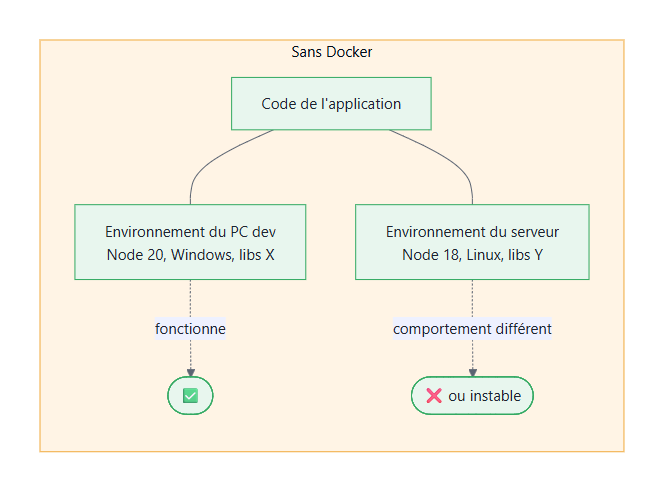 Sans Docker
Code de l'application
Environnement du PC dev
Node 20, Windows, libs X
Environnement du serveur
Node 18, Linux, libs Y
fonctionne
comportement différent
✅
❌ ou instable